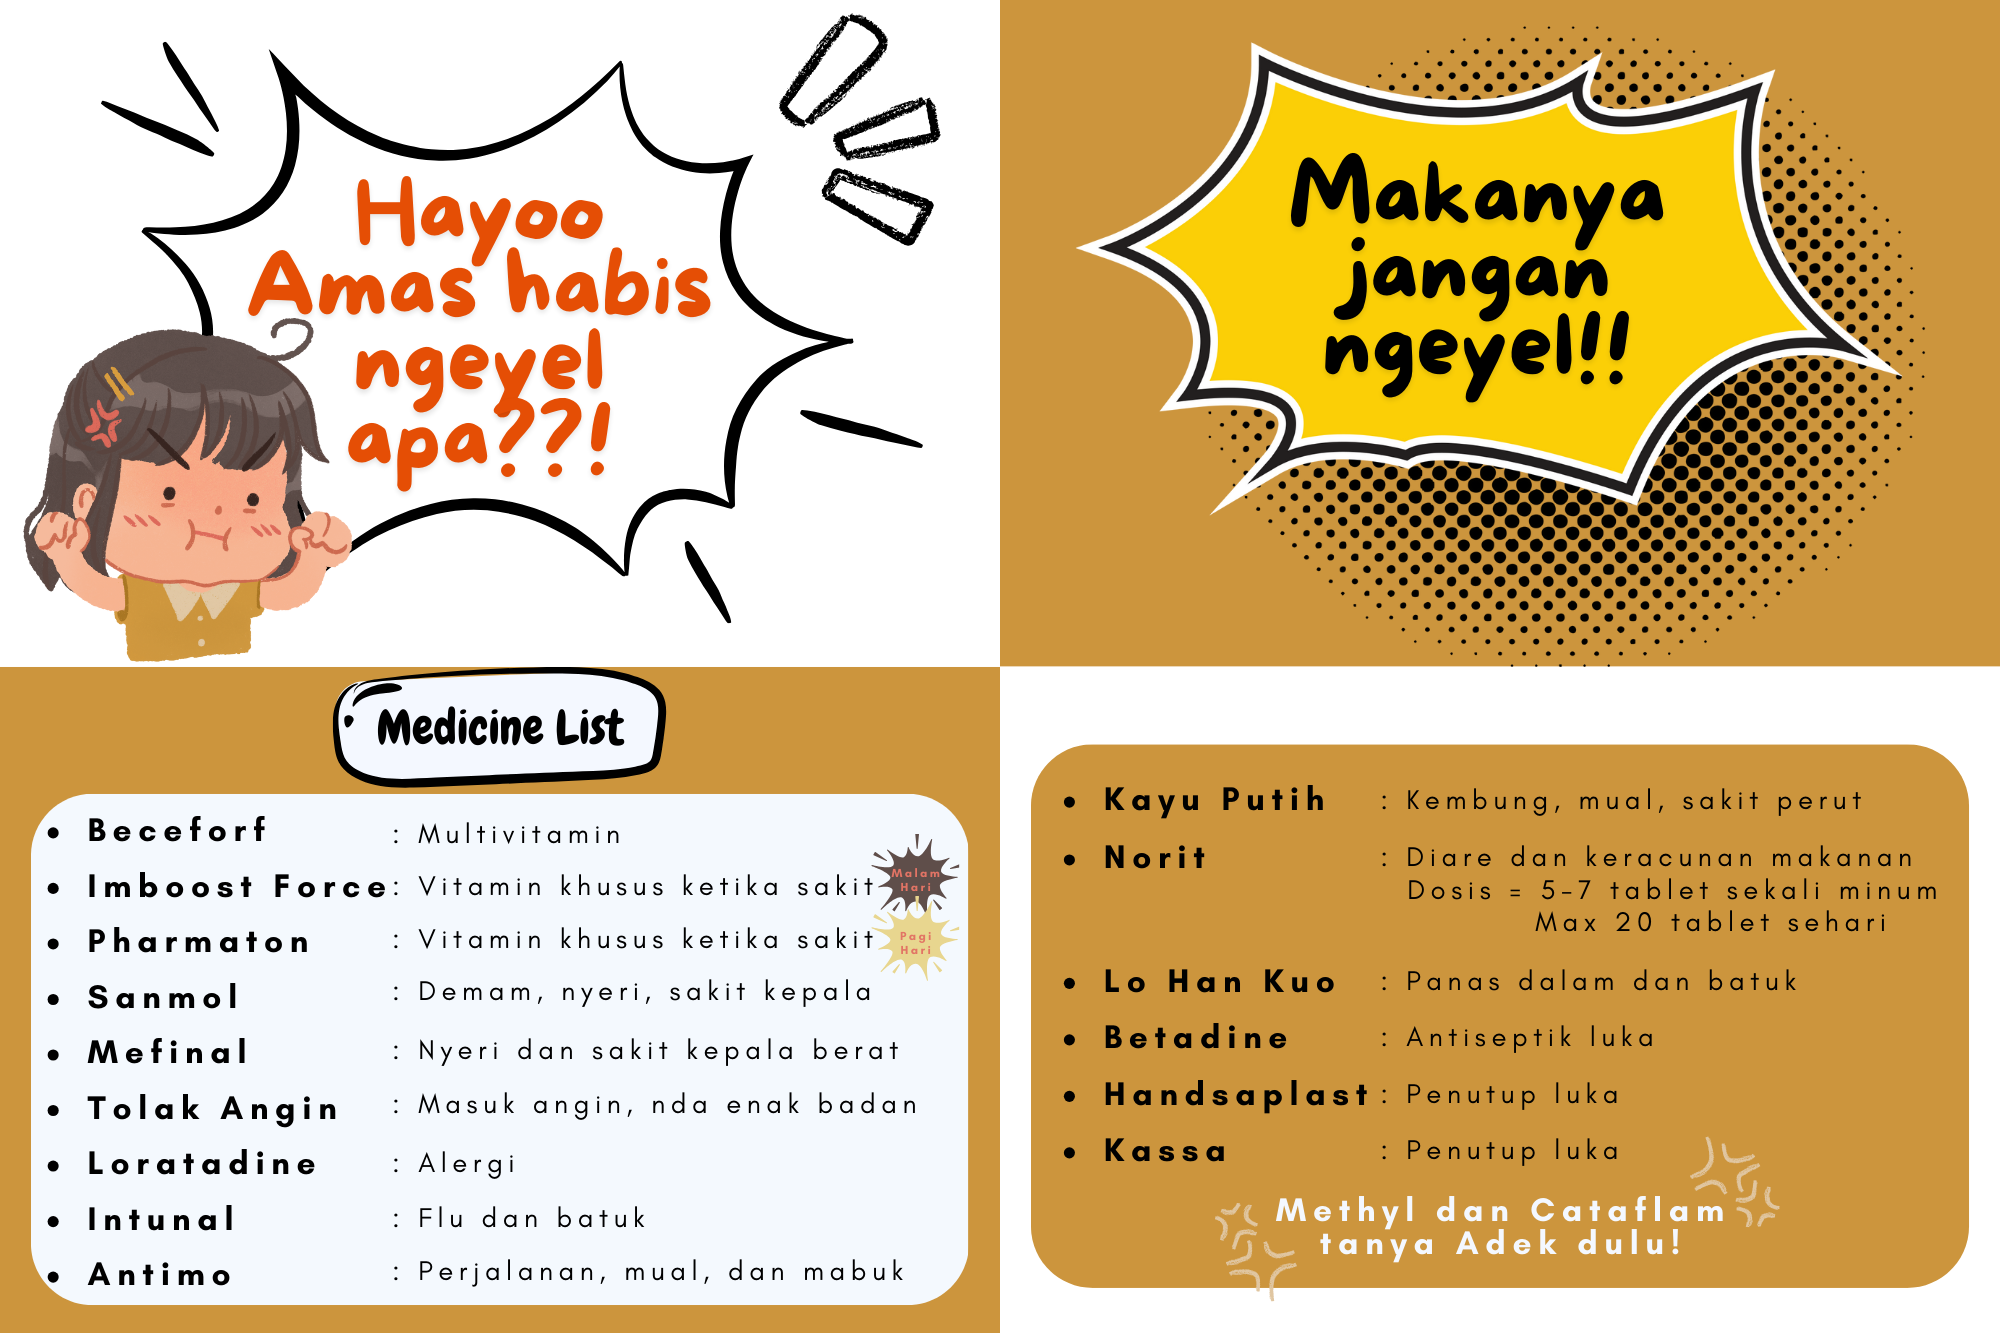 Hayoo
Amas habis
ngeyel
apa??!
Makanya
jangan
ngeyel!!
Medicine List
• Beceforf : Multivitamin
• Imboost Force : Vitamin khusus ketika sakit
Malam
Hari
• Pharmaton : Vitamin khusus ketika sakit
Pagi
Hari
• Sanmol : Demam, nyeri, sakit kepala
• Mefinal : Nyeri dan sakit kepala berat
• Tolak Angin : Masuk angin, nda enak badan
• Loratadine : Alergi
• Intunal : Flu dan batuk
• Antimo : Perjalanan, mual, dan mabuk
• Kayu Putih : Kembung, mual, sakit perut
• Norit : Diare dan keracunan makanan
Dosis = 5-7 tablet sekali minum
Max 20 tablet sehari
• Lo Han Kuo : Panas dalam dan batuk
• Betadine : Antiseptik luka
• Handsaplast : Penutup luka
• Kassa : Penutup luka
Methyl dan Cataflam
tanya Adek dulu!